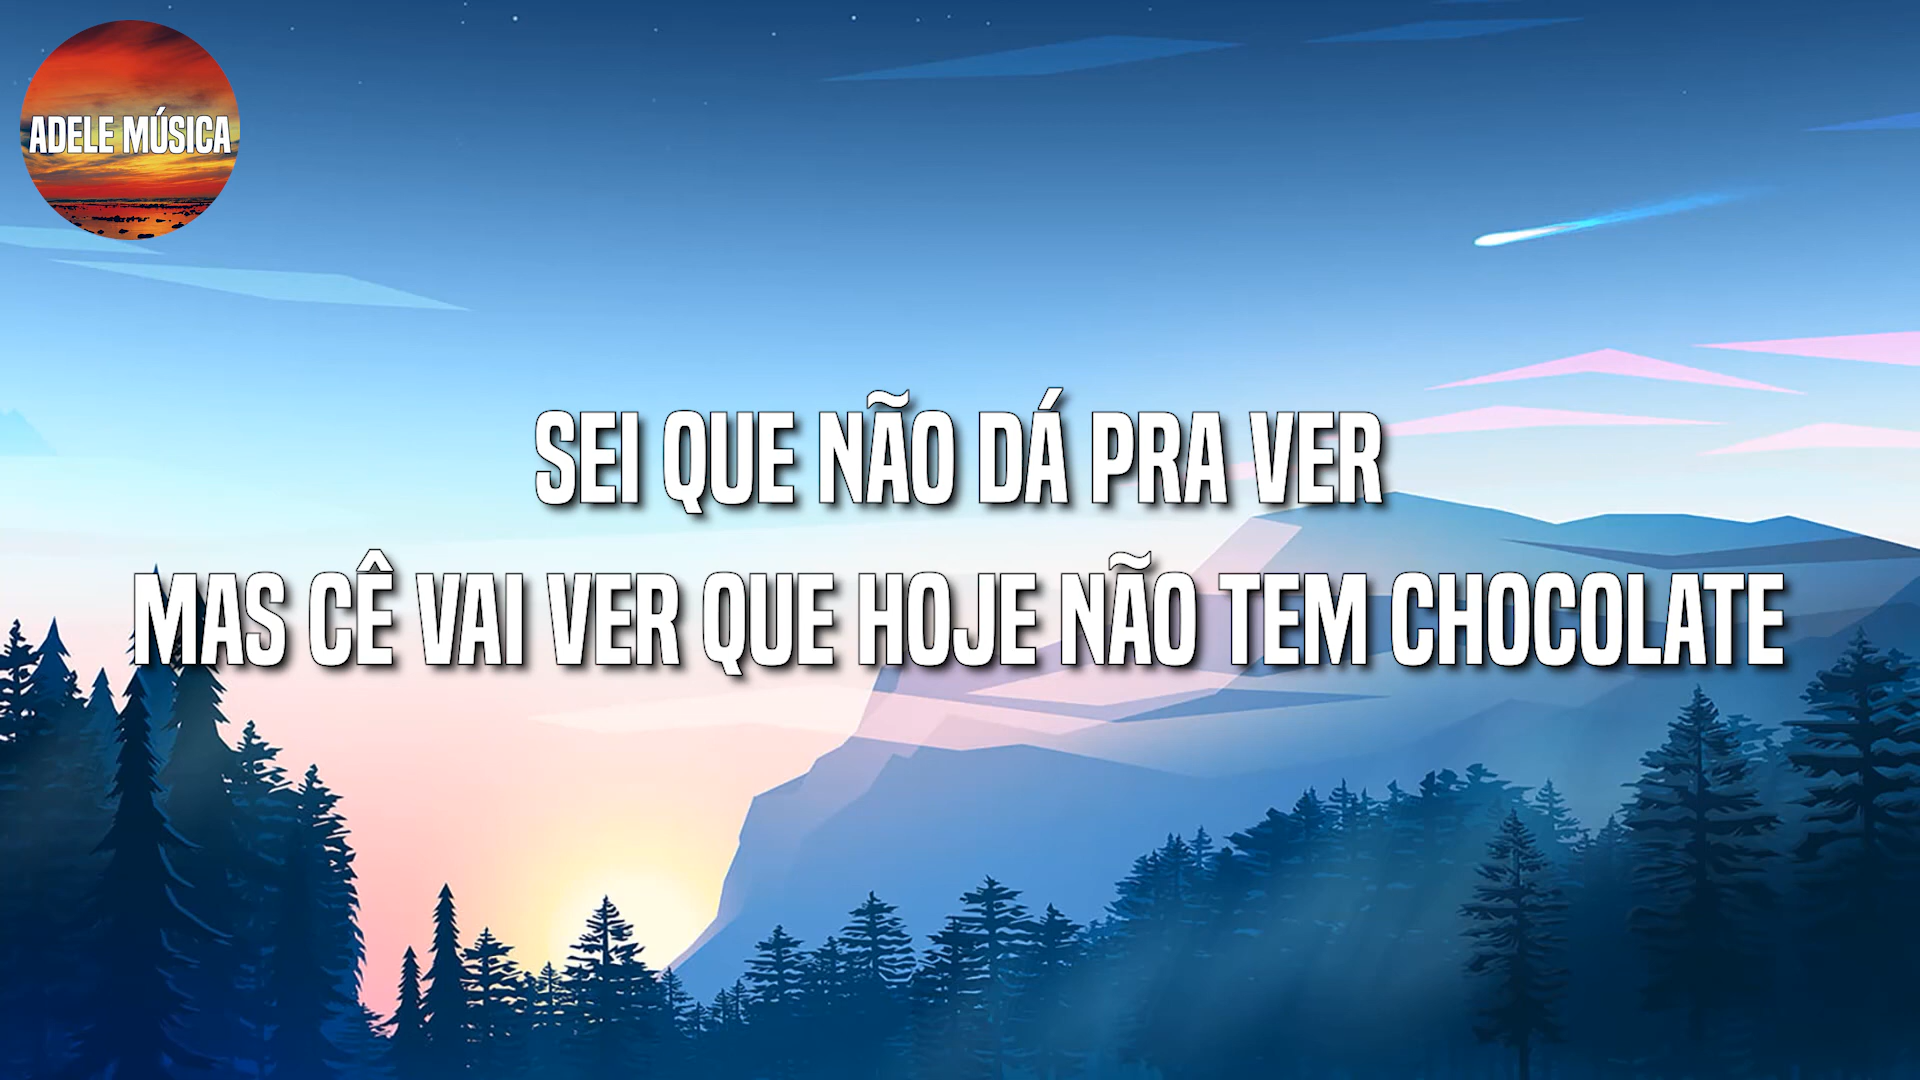 ADELE MÚSICA
SEI QUE NÃO DÁ PRA VER
MAS CÊ VAI VER QUE HOJE NÃO TEM CHOCOLATE